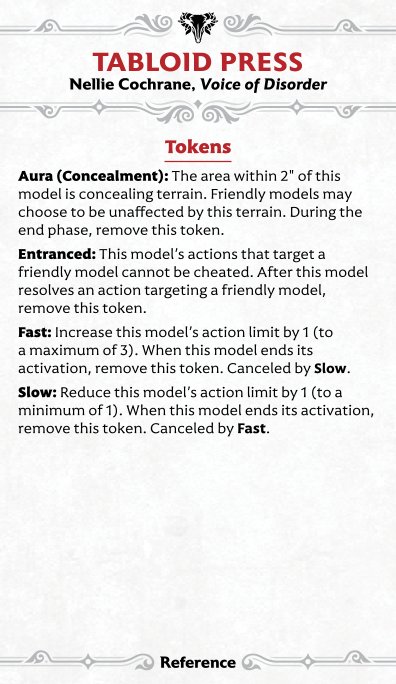 TABLOID PRESS
Nellie Cochrane, Voice of Disorder
Tokens
Aura (Concealment): The area within 2" of this
model is concealing terrain. Friendly models may
choose to be unaffected by this terrain. During the
end phase, remove this token.
Entranced: This model's actions that target a
friendly model cannot be cheated. After this model
resolves an action targeting a friendly model,
remove this token.
Fast: Increase this model's action limit by 1 (to
a maximum of 3). When this model ends its
activation, remove this token. Canceled by Slow.
Slow: Reduce this model's action limit by 1 (to a
minimum of 1). When this model ends its activation,
remove this token. Canceled by Fast.
Reference